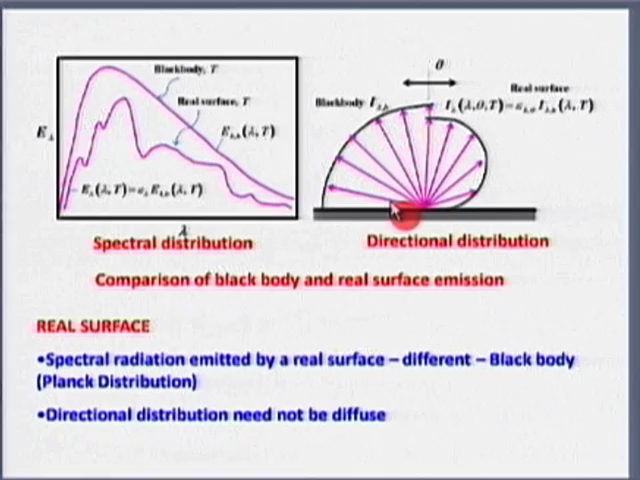 Blackbody, T
Real surface, T
E_λ
E_λ,b(λ, T)
E_λ(λ, T) = ε_λ E_λ,b(λ, T)
λ
Spectral distribution
θ
Real surface
Blackbody I_λ,b
I_λ(λ,θ,T) = ε_λ,θ I_λ,b(λ, T)
Directional distribution
Comparison of black body and real surface emission
REAL SURFACE
•Spectral radiation emitted by a real surface – different – Black body
(Planck Distribution)
•Directional distribution need not be diffuse